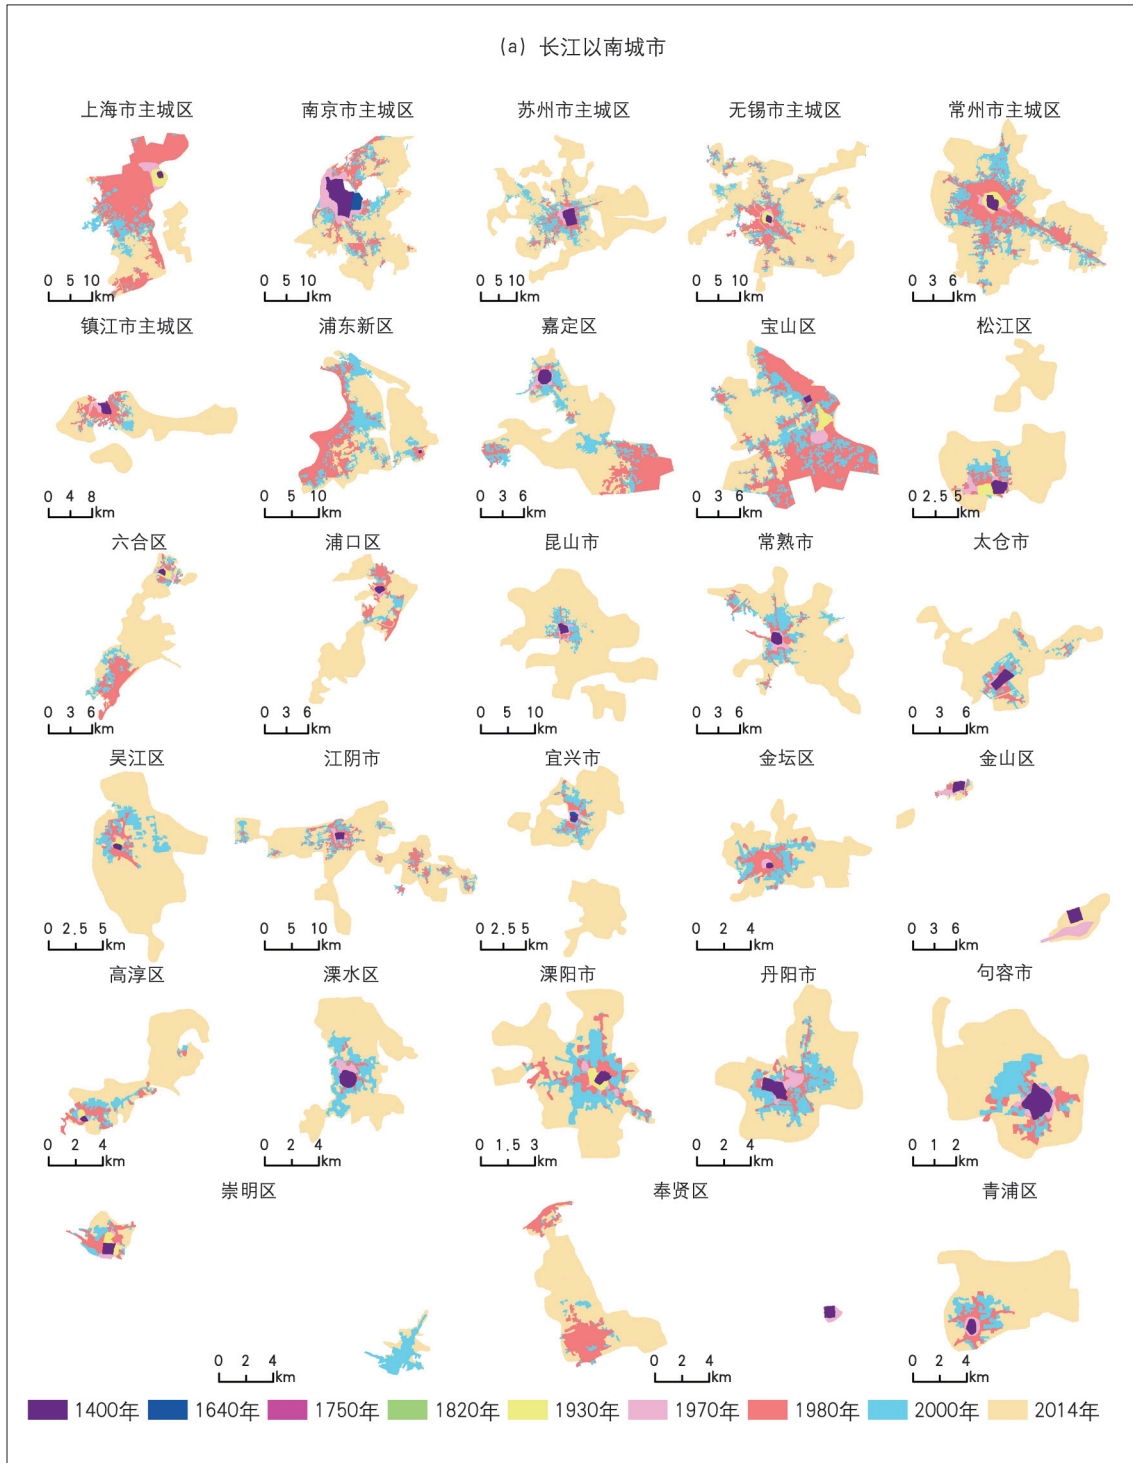 (a) 长江以南城市
上海市主城区 南京市主城区 苏州市主城区 无锡市主城区 常州市主城区
0 5 10 km 0 5 10 km 0 5 10 km 0 5 10 km 0 3 6 km
镇江市主城区 浦东新区 嘉定区 宝山区 松江区
0 4 8 km 0 5 10 km 0 3 6 km 0 3 6 km 0 2.5 5 km
六合区 浦口区 昆山市 常熟市 太仓市
0 3 6 km 0 3 6 km 0 5 10 km 0 3 6 km 0 3 6 km
吴江区 江阴市 宜兴市 金坛区 金山区
0 2.5 5 km 0 5 10 km 0 2.5 5 km 0 2 4 km 0 3 6 km
高淳区 溧水区 溧阳市 丹阳市 句容市
0 2 4 km 0 2 4 km 0 1.5 3 km 0 2 4 km 0 1 2 km
崇明区 奉贤区 青浦区
0 2 4 km 0 2 4 km 0 2 4 km
1400年 1640年 1750年 1820年 1930年 1970年 1980年 2000年 2014年